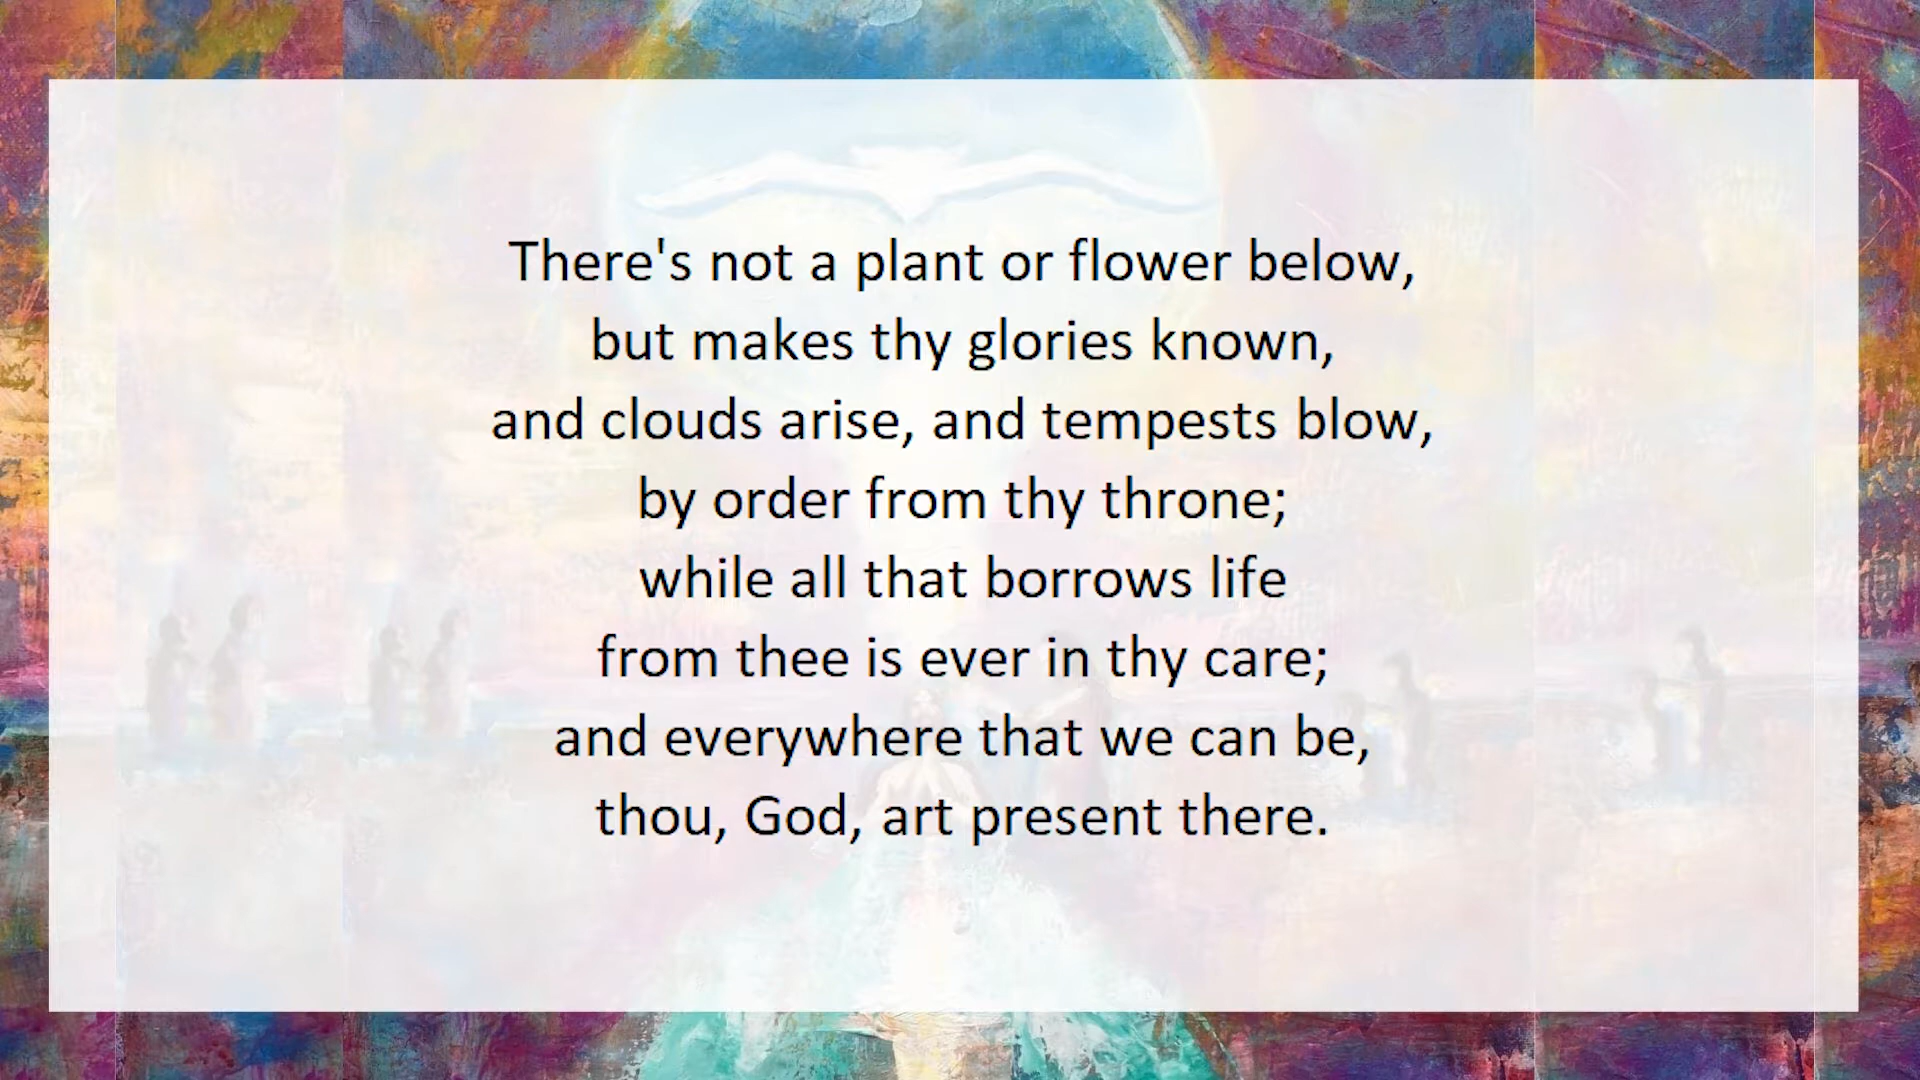 There's not a plant or flower below,
but makes thy glories known,
and clouds arise, and tempests blow,
by order from thy throne;
while all that borrows life
from thee is ever in thy care;
and everywhere that we can be,
thou, God, art present there.